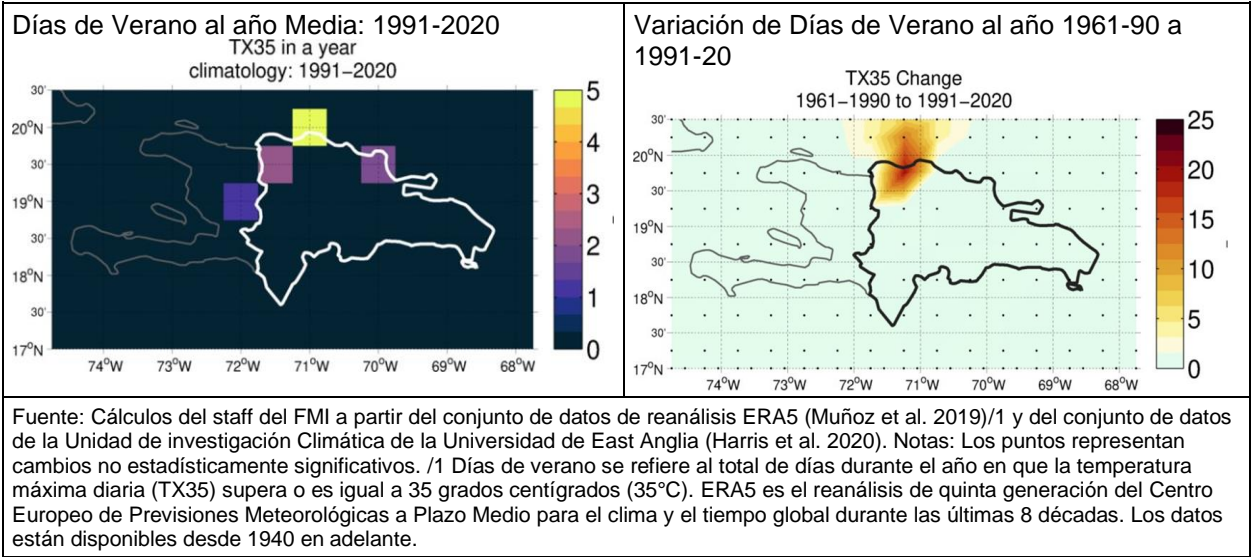 Días de Verano al año Media: 1991-2020
TX35 in a year
climatology: 1991−2020
30'
20°N
30'
19°N
30'
18°N
30'
17°N
74°W 73°W 72°W 71°W 70°W 69°W 68°W
5
4
3
2
1
0
Variación de Días de Verano al año 1961-90 a
1991-20
TX35 Change
1961−1990 to 1991−2020
30'
20°N
30'
19°N
30'
18°N
30'
17°N
74°W 73°W 72°W 71°W 70°W 69°W 68°W
25
20
15
10
5
0
Fuente: Cálculos del staff del FMI a partir del conjunto de datos de reanálisis ERA5 (Muñoz et al. 2019)/1 y del conjunto de datos
de la Unidad de investigación Climática de la Universidad de East Anglia (Harris et al. 2020). Notas: Los puntos representan
cambios no estadísticamente significativos. /1 Días de verano se refiere al total de días durante el año en que la temperatura
máxima diaria (TX35) supera o es igual a 35 grados centígrados (35°C). ERA5 es el reanálisis de quinta generación del Centro
Europeo de Previsiones Meteorológicas a Plazo Medio para el clima y el tiempo global durante las últimas 8 décadas. Los datos
están disponibles desde 1940 en adelante.